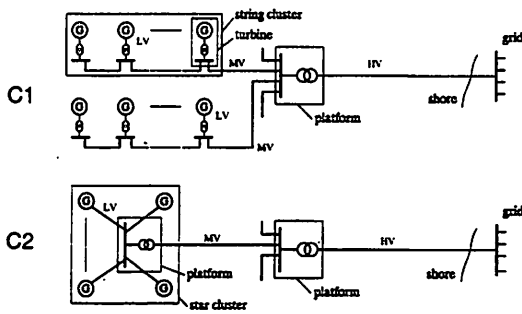 string cluster
G G G
LV
turbine
grid
MV
HV
C1
platform
shore
G G G
LV
MV
grid
G G
LV
C2
MV
HV
platform
shore
G G
platform
star cluster